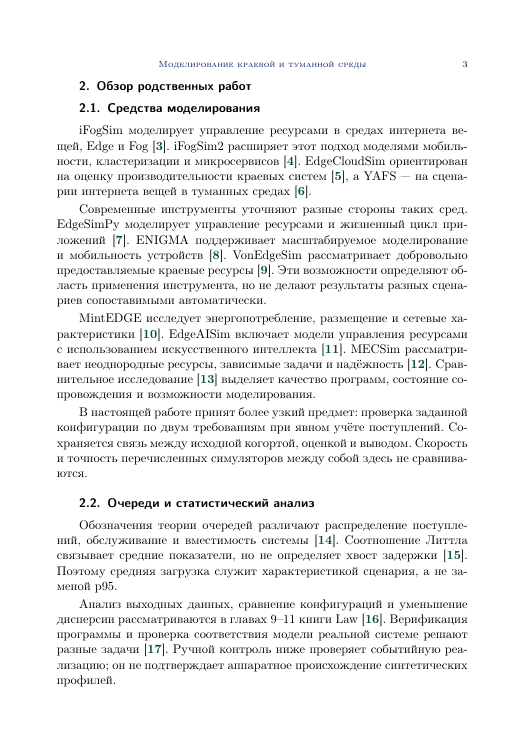 Моделирование краевой и туманной среды 3
2. Обзор родственных работ
2.1. Средства моделирования
iFogSim моделирует управление ресурсами в средах интернета ве-
щей, Edge и Fog [3]. iFogSim2 расширяет этот подход моделями мобиль-
ности, кластеризации и микросервисов [4]. EdgeCloudSim ориентирован
на оценку производительности краевых систем [5], а YAFS — на сцена-
рии интернета вещей в туманных средах [6].
Современные инструменты уточняют разные стороны таких сред.
EdgeSimPy моделирует управление ресурсами и жизненный цикл при-
ложений [7]. ENIGMA поддерживает масштабируемое моделирование
и мобильность устройств [8]. VonEdgeSim рассматривает добровольно
предоставляемые краевые ресурсы [9]. Эти возможности определяют об-
ласть применения инструмента, но не делают результаты разных сцена-
риев сопоставимыми автоматически.
MintEDGE исследует энергопотребление, размещение и сетевые ха-
рактеристики [10]. EdgeAISim включает модели управления ресурсами
с использованием искусственного интеллекта [11]. MECSim рассматри-
вает неоднородные ресурсы, зависимые задачи и надёжность [12]. Срав-
нительное исследование [13] выделяет качество программ, состояние со-
провождения и возможности моделирования.
В настоящей работе принят более узкий предмет: проверка заданной
конфигурации по двум требованиям при явном учёте поступлений. Со-
храняется связь между исходной когортой, оценкой и выводом. Скорость
и точность перечисленных симуляторов между собой здесь не сравнива-
ются.
2.2. Очереди и статистический анализ
Обозначения теории очередей различают распределение поступле-
ний, обслуживание и вместимость системы [14]. Соотношение Литтла
связывает средние показатели, но не определяет хвост задержки [15].
Поэтому средняя загрузка служит характеристикой сценария, а не за-
меной p95.
Анализ выходных данных, сравнение конфигураций и уменьшение
дисперсии рассматриваются в главах 9–11 книги Law [16]. Верификация
программы и проверка соответствия модели реальной системе решают
разные задачи [17]. Ручной контроль ниже проверяет событийную реа-
лизацию; он не подтверждает аппаратное происхождение синтетических
профилей.